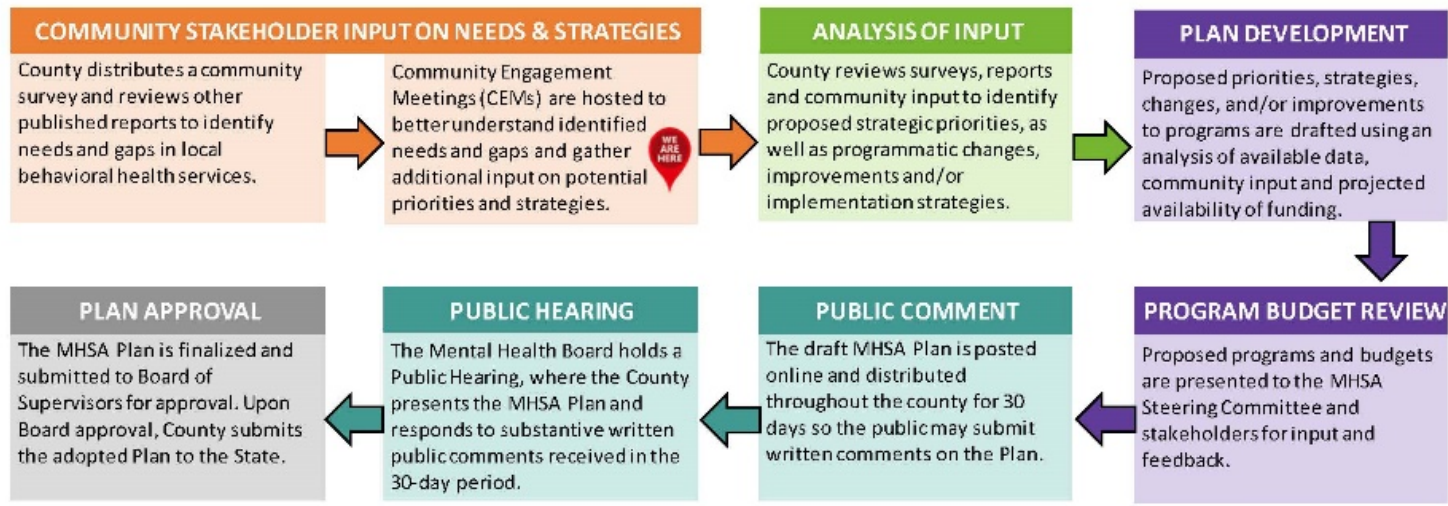 COMMUNITY STAKEHOLDER INPUT ON NEEDS & STRATEGIES
County distributes a community
survey and reviews other
published reports to identify
needs and gaps in local
behavioral health services.
Community Engagement
Meetings (CEMs) are hosted to
better understand identified
needs and gaps and gather
additional input on potential
priorities and strategies.
WE
ARE
HERE
ANALYSIS OF INPUT
County reviews surveys, reports
and community input to identify
proposed strategic priorities, as
well as programmatic changes,
improvements and/or
implementation strategies.
PLAN DEVELOPMENT
Proposed priorities, strategies,
changes, and/or improvements
to programs are drafted using an
analysis of available data,
community input and projected
availability of funding.
PROGRAM BUDGET REVIEW
Proposed programs and budgets
are presented to the MHSA
Steering Committee and
stakeholders for input and
feedback.
PUBLIC COMMENT
The draft MHSA Plan is posted
online and distributed
throughout the county for 30
days so the public may submit
written comments on the Plan.
PUBLIC HEARING
The Mental Health Board holds a
Public Hearing, where the County
presents the MHSA Plan and
responds to substantive written
public comments received in the
30-day period.
PLAN APPROVAL
The MHSA Plan is finalized and
submitted to Board of
Supervisors for approval. Upon
Board approval, County submits
the adopted Plan to the State.